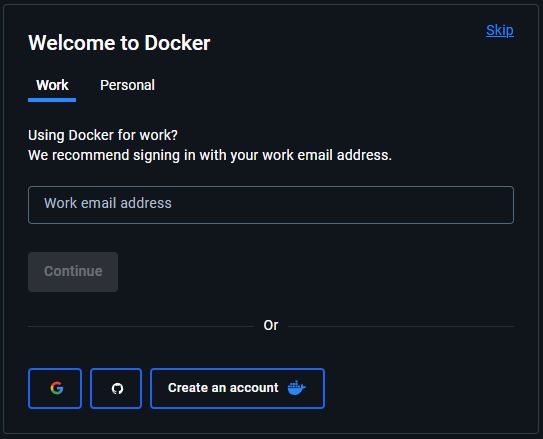 Skip
Welcome to Docker
Work Personal
Using Docker for work?
We recommend signing in with your work email address.
Work email address
Continue
Or
Create an account